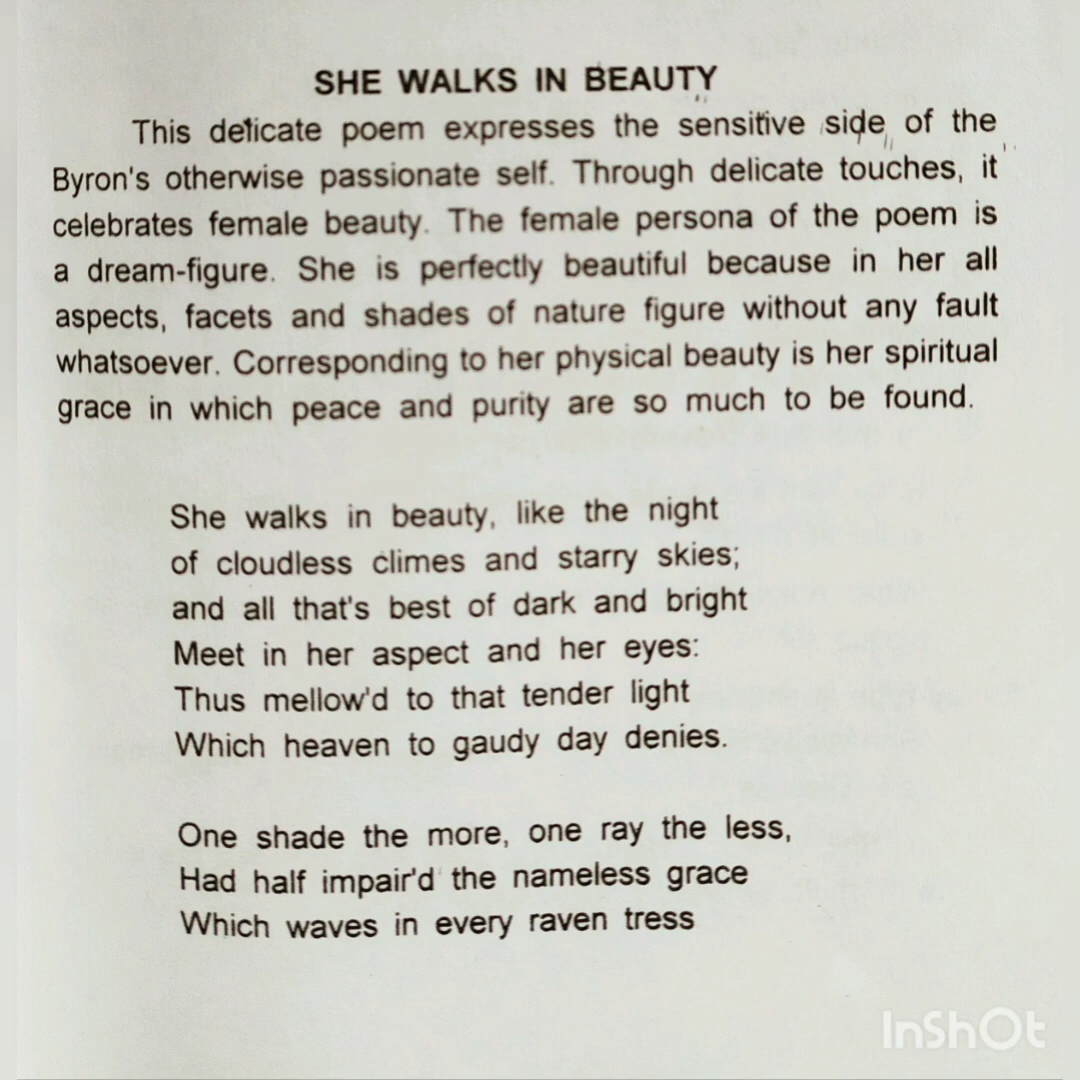 SHE WALKS IN BEAUTY
This delicate poem expresses the sensitive side of the
Byron's otherwise passionate self. Through delicate touches, it
celebrates female beauty. The female persona of the poem is
a dream-figure. She is perfectly beautiful because in her all
aspects, facets and shades of nature figure without any fault
whatsoever. Corresponding to her physical beauty is her spiritual
grace in which peace and purity are so much to be found.
She walks in beauty, like the night
of cloudless climes and starry skies;
and all that's best of dark and bright
Meet in her aspect and her eyes:
Thus mellow'd to that tender light
Which heaven to gaudy day denies.
One shade the more, one ray the less,
Had half impair'd the nameless grace
Which waves in every raven tress
InShOt